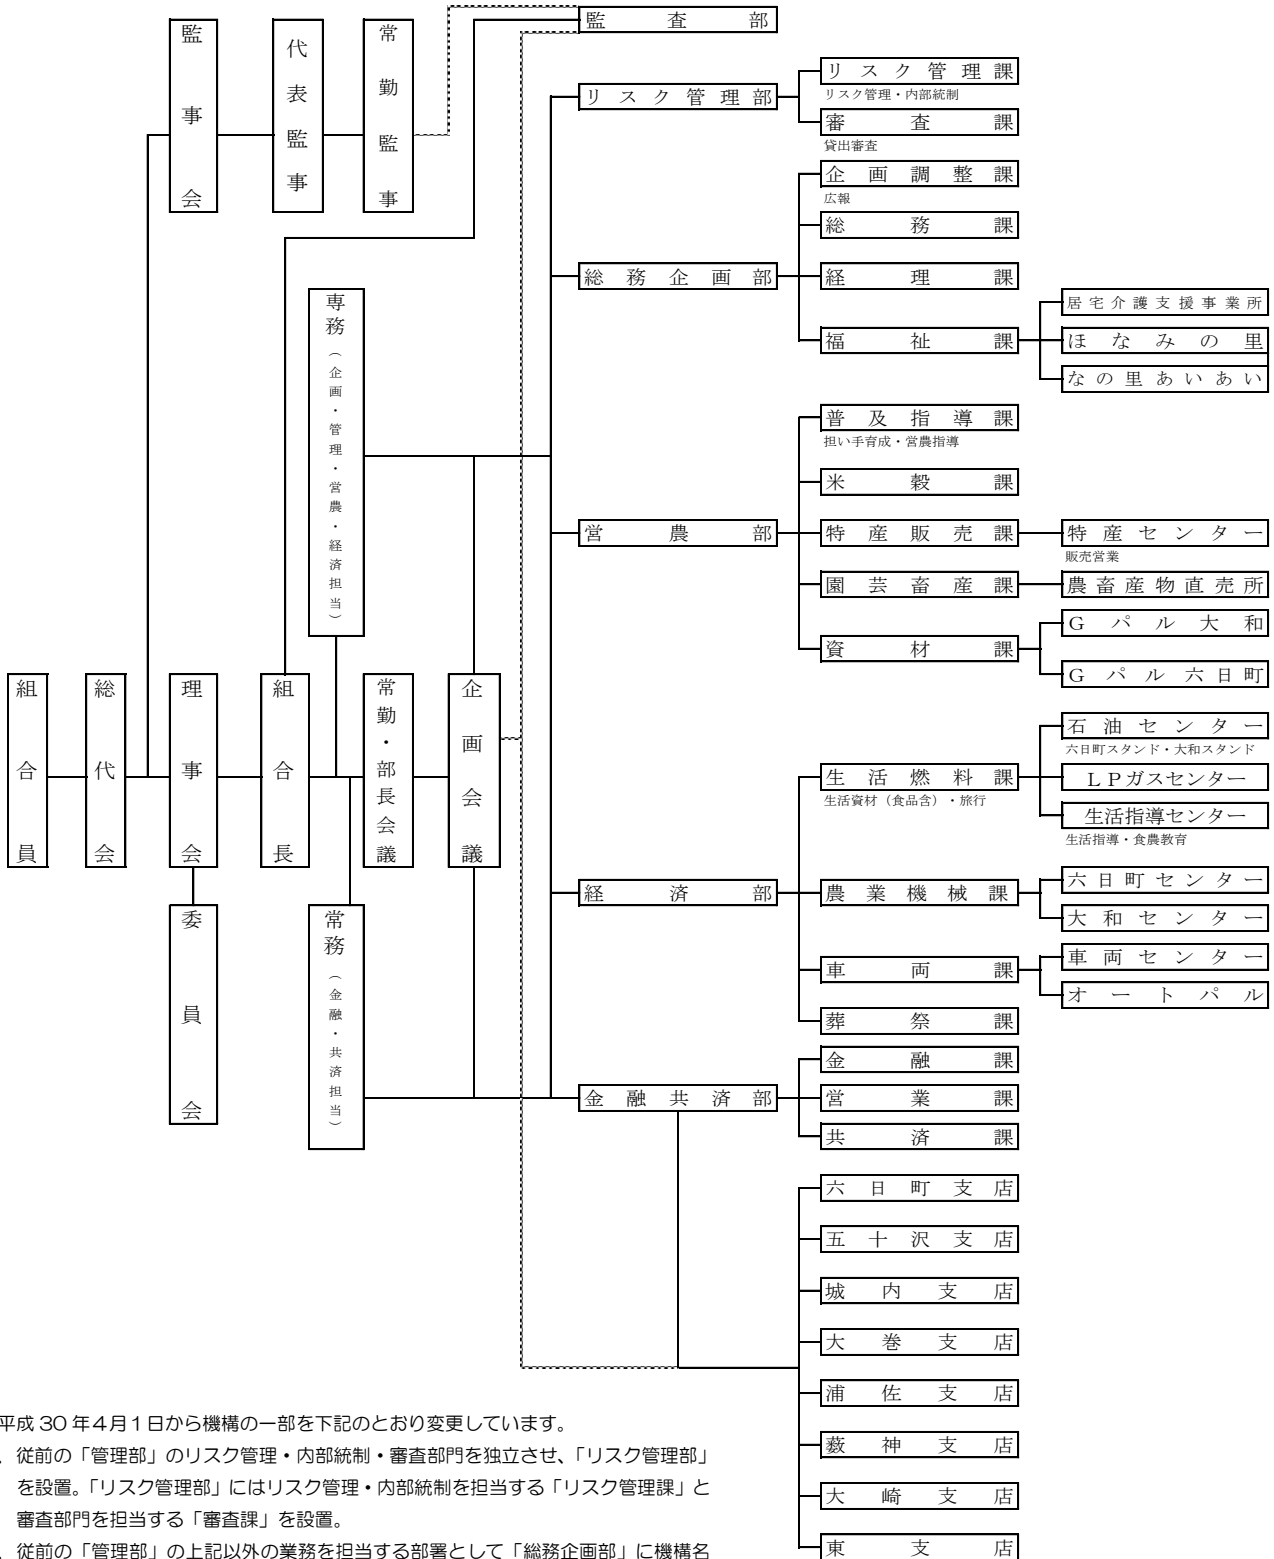 監査部
監事会
代表監事
常勤監事
リスク管理部
リスク管理課
リスク管理・内部統制
審査課
貸出審査
企画調整課
広報
総務課
総務企画部
経理課
福祉課
居宅介護支援事業所
ほなみの里
なの里あいあい
専務（企画・管理・営農・経済担当）
普及指導課
担い手育成・営農指導
米穀課
営農部
特産販売課
特産センター
販売営業
園芸畜産課
農畜産物直売所
資材課
Gパル大和
Gパル六日町
組合員
総代会
理事会
組合長
常勤・部長会議
企画会議
委員会
常務（金融・共済担当）
生活燃料課
生活資材（食品含）・旅行
石油センター
六日町スタンド・大和スタンド
LPガスセンター
生活指導センター
生活指導・食農教育
経済部
農業機械課
六日町センター
大和センター
車両課
車両センター
オートパル
葬祭課
金融共済部
金融課
営業課
共済課
六日町支店
五十沢支店
城内支店
大巻支店
浦佐支店
薮神支店
大崎支店
東支店
平成30年4月1日から機構の一部を下記のとおり変更しています。
従前の「管理部」のリスク管理・内部統制・審査部門を独立させ、「リスク管理部」
を設置。「リスク管理部」にはリスク管理・内部統制を担当する「リスク管理課」と
審査部門を担当する「審査課」を設置。
従前の「管理部」の上記以外の業務を担当する部署として「総務企画部」に機構名